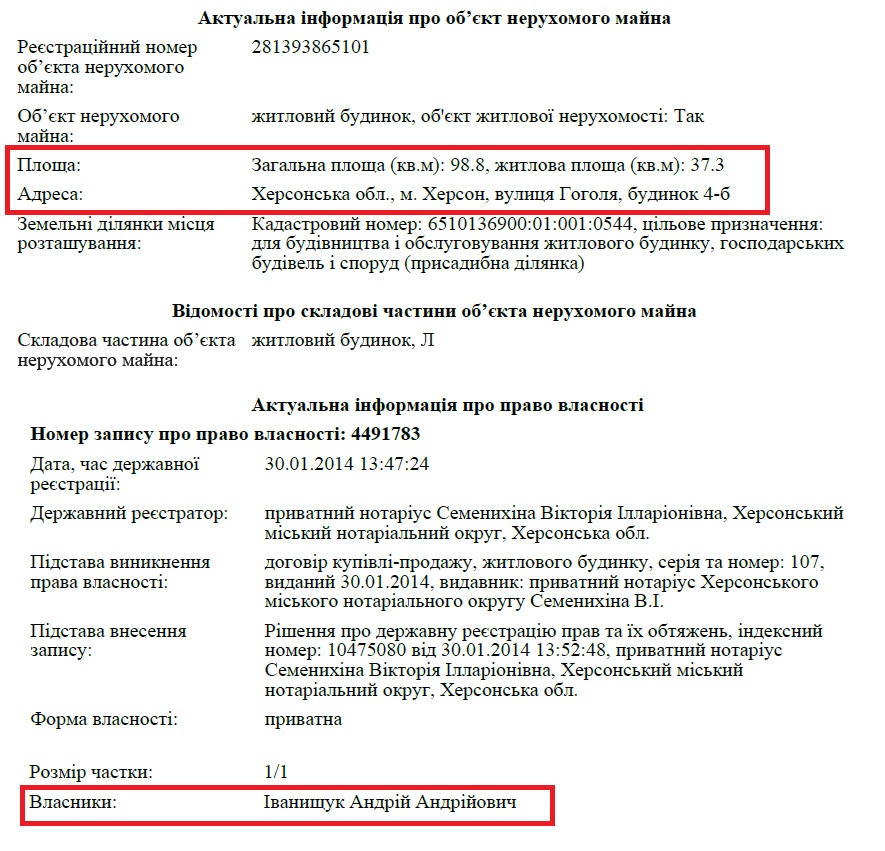 Актуальна інформація про об’єкт нерухомого майна
Реєстраційний номер об’єкта нерухомого майна: 281393865101
Об’єкт нерухомого майна: житловий будинок, об'єкт житлової нерухомості: Так
Площа: Загальна площа (кв.м): 98.8, житлова площа (кв.м): 37.3
Адреса: Херсонська обл., м. Херсон, вулиця Гоголя, будинок 4-б
Земельні ділянки місця розташування: Кадастровий номер: 6510136900:01:001:0544, цільове призначення:
для будівництва і обслуговування житлового будинку, господарських
будівель і споруд (присадибна ділянка)
Відомості про складові частини об’єкта нерухомого майна
Складова частина об’єкта нерухомого майна: житловий будинок, Л
Актуальна інформація про право власності
Номер запису про право власності: 4491783
Дата, час державної реєстрації: 30.01.2014 13:47:24
Державний реєстратор: приватний нотаріус Семенихіна Вікторія Ілларіонівна, Херсонський
міський нотаріальний округ, Херсонська обл.
Підстава виникнення права власності: договір купівлі-продажу, житлового будинку, серія та номер: 107,
виданий 30.01.2014, видавник: приватний нотаріус Херсонського
міського нотаріального округу Семенихіна В.І.
Підстава внесення запису: Рішення про державну реєстрацію прав та їх обтяжень, індексний
номер: 10475080 від 30.01.2014 13:52:48, приватний нотаріус
Семенихіна Вікторія Ілларіонівна, Херсонський міський
нотаріальний округ, Херсонська обл.
Форма власності: приватна
Розмір частки: 1/1
Власники: Іванищук Андрій Андрійович